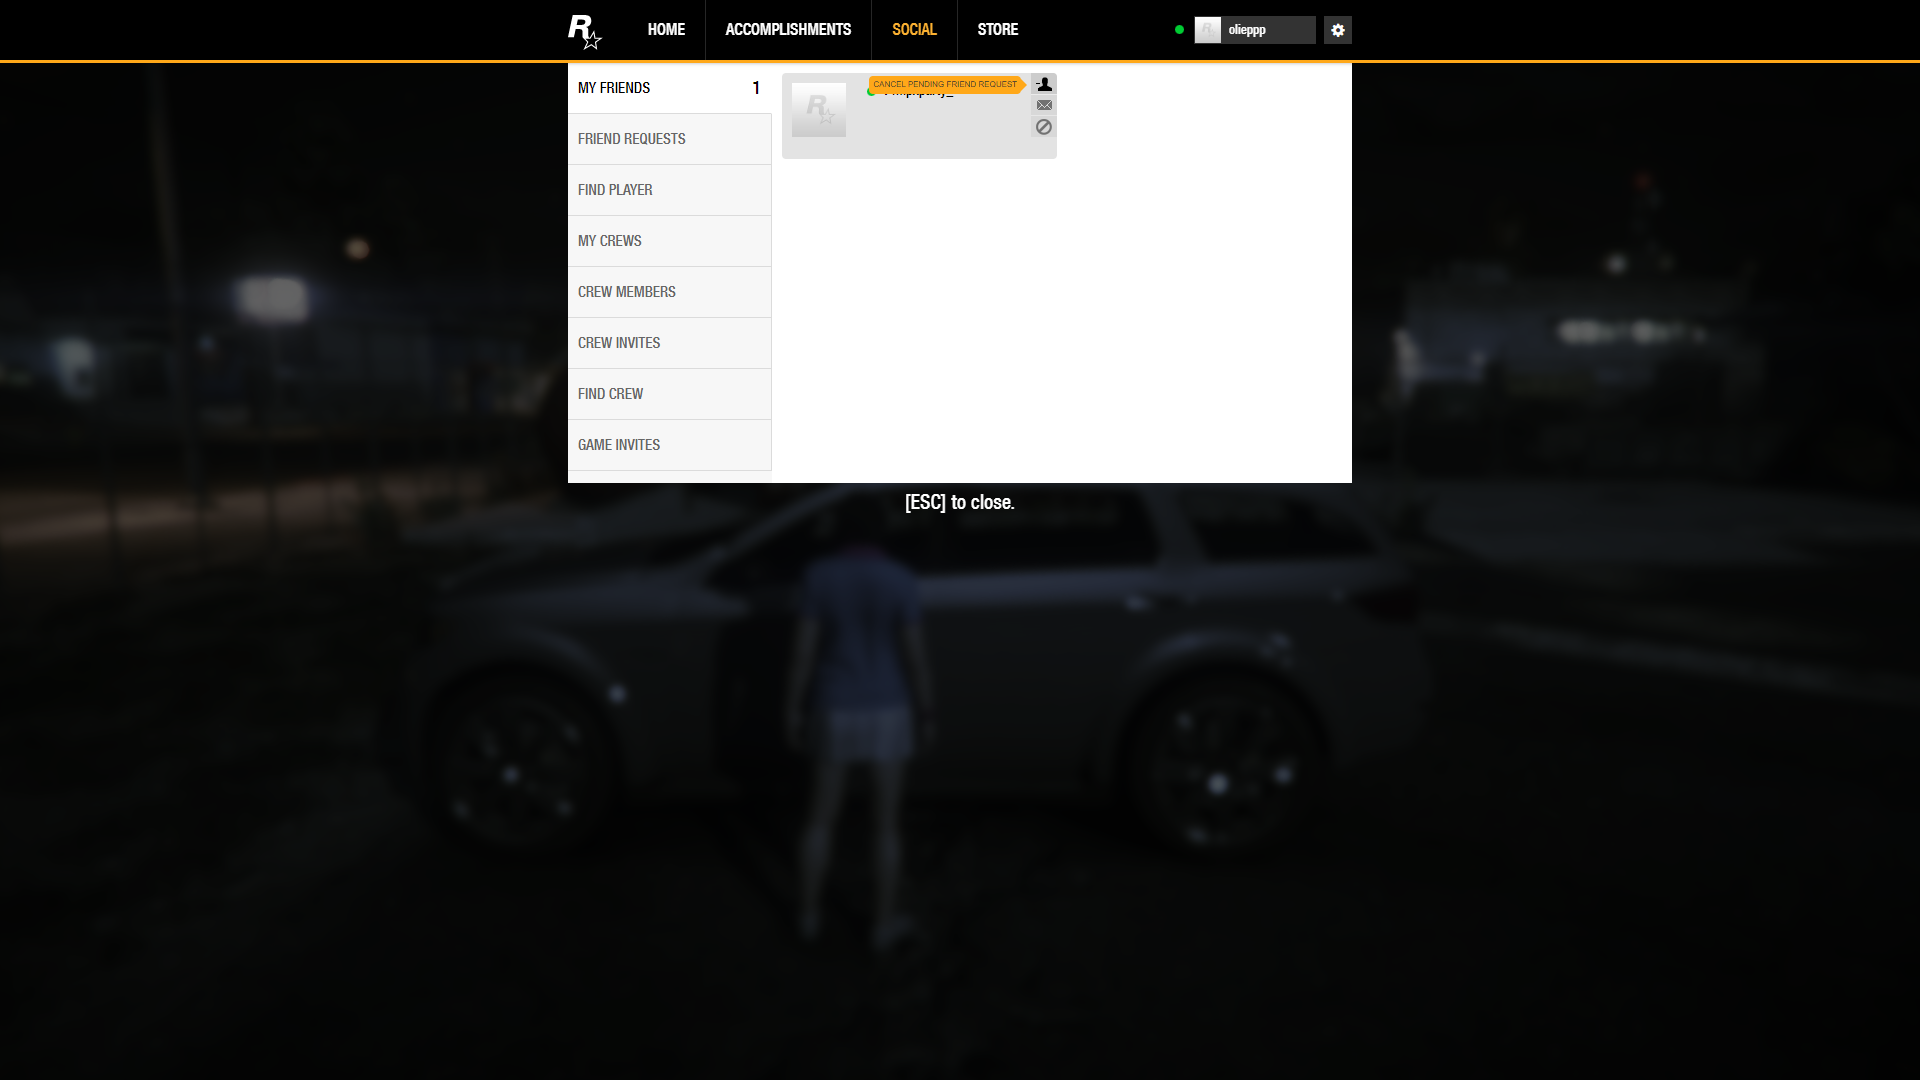 HOME
ACCOMPLISHMENTS
SOCIAL
STORE
olieppp
MY FRIENDS 1
CANCEL PENDING FRIEND REQUEST
FRIEND REQUESTS
FIND PLAYER
MY CREWS
CREW MEMBERS
CREW INVITES
FIND CREW
GAME INVITES
[ESC] to close.